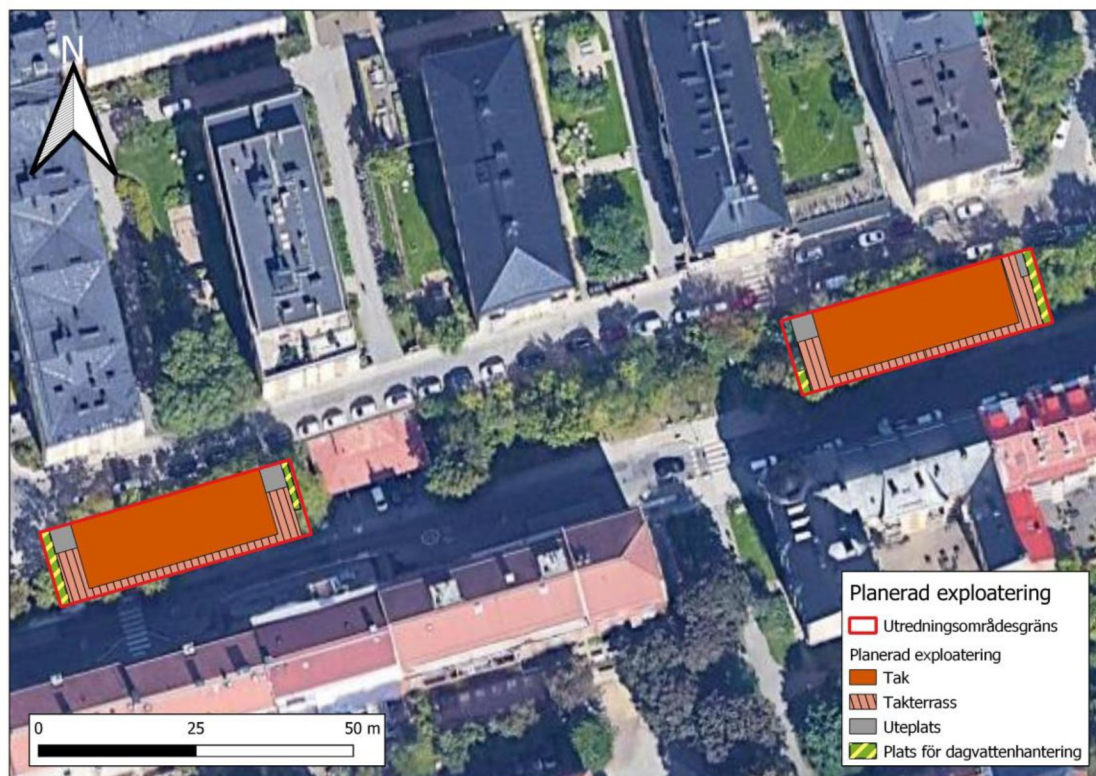 N
Planerad exploatering
Utredningsområdesgräns
Planerad exploatering
Tak
Takterrass
Uteplats
Plats för dagvattenhantering
0 25 50 m